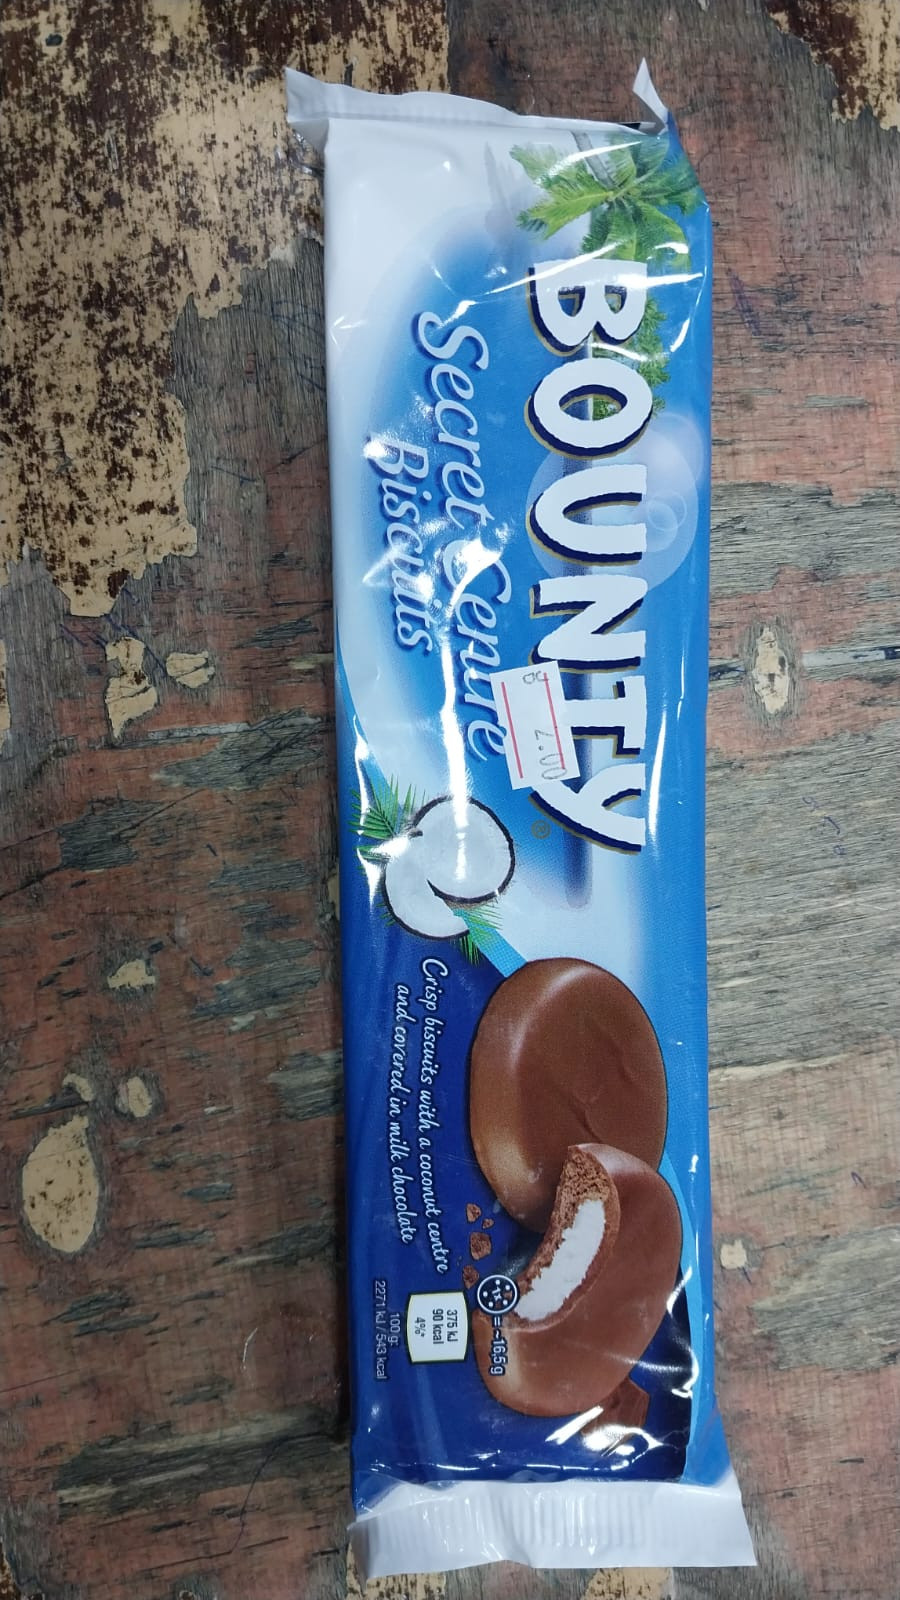 BOUNTY®
Secret Centre
Biscuits
4.00
Crisp biscuits with a coconut centre
and covered in milk chocolate
1x
= ~16,5g
375 kJ
90 kcal
4%*
100 g:
2271 kJ / 543 kcal